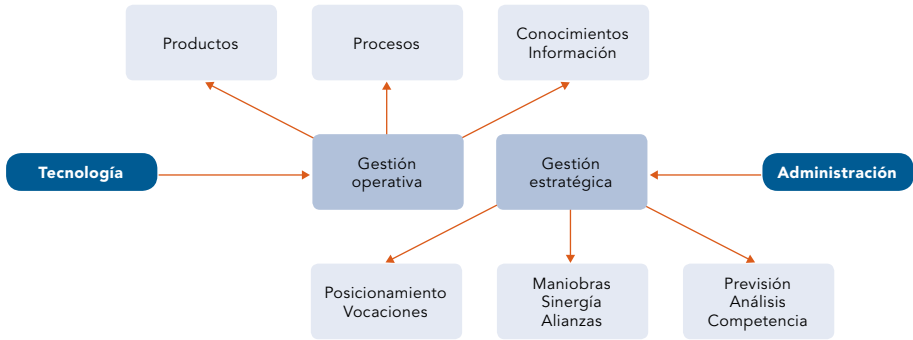 Productos
Procesos
Conocimientos
Información
Tecnología
Gestión
operativa
Gestión
estratégica
Administración
Posicionamiento
Vocaciones
Maniobras
Sinergía
Alianzas
Previsión
Análisis
Competencia